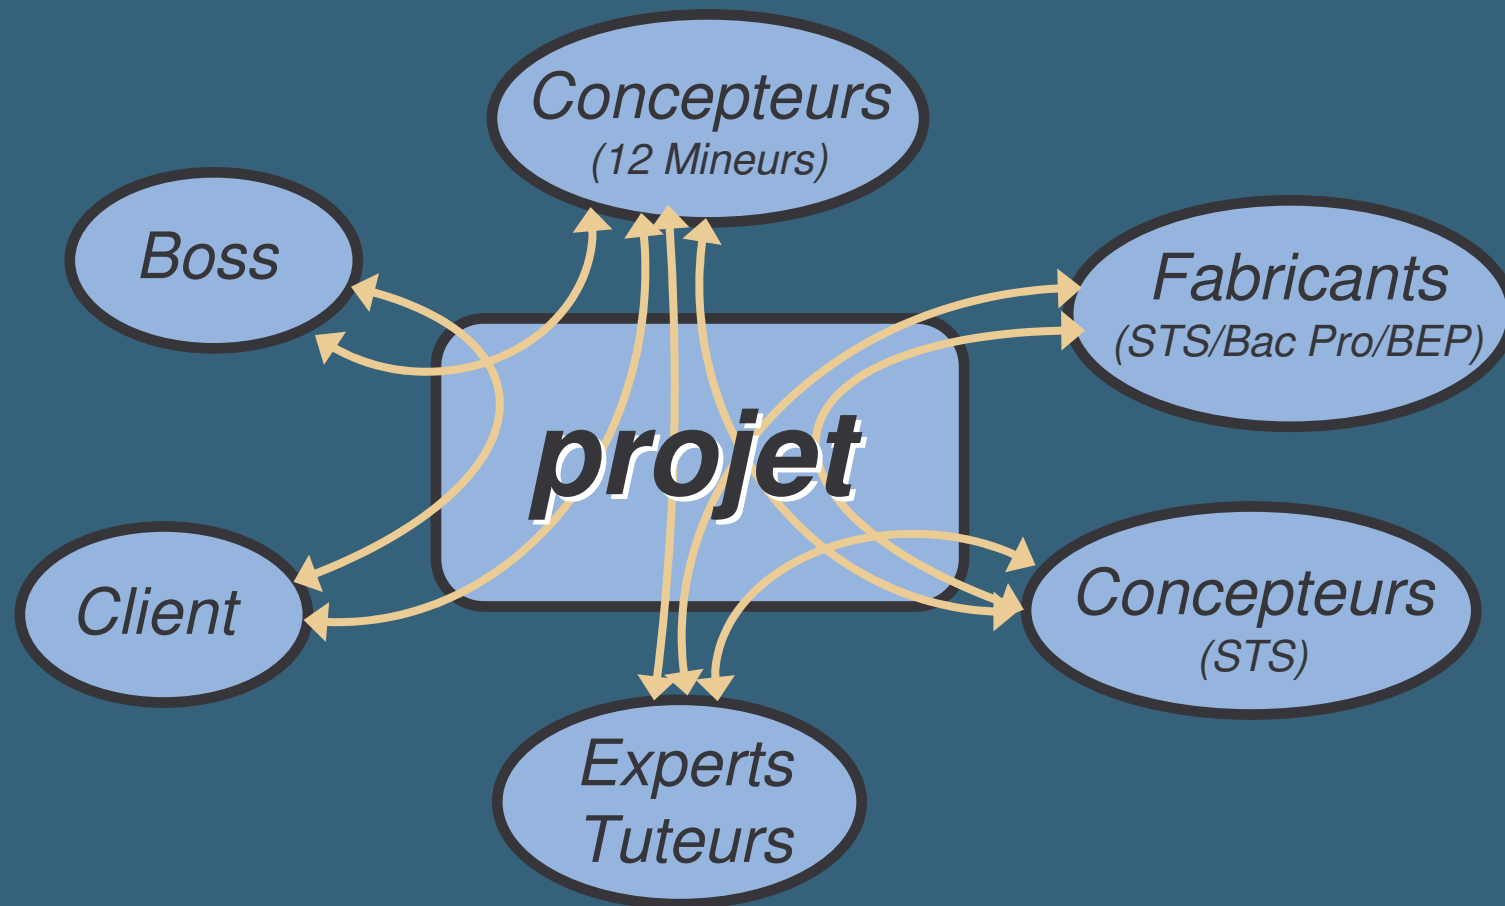 Concepteurs
(12 Mineurs)
Boss
Fabricants
(STS/Bac Pro/BEP)
projet
Client
Concepteurs
(STS)
Experts
Tuteurs